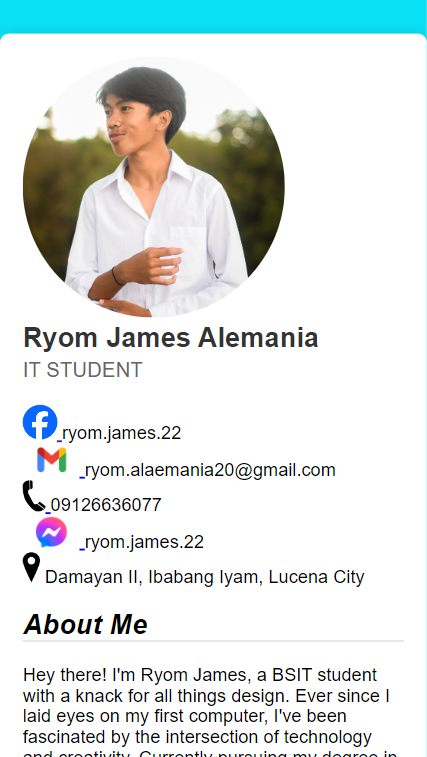 Ryom James Alemania
IT STUDENT
ryom.james.22
ryom.alaemania20@gmail.com
09126636077
ryom.james.22
Damayan II, Ibabang Iyam, Lucena City
About Me
Hey there! I'm Ryom James, a BSIT student
with a knack for all things design. Ever since I
laid eyes on my first computer, I've been
fascinated by the intersection of technology
and creativity. Currently pursuing my degree in